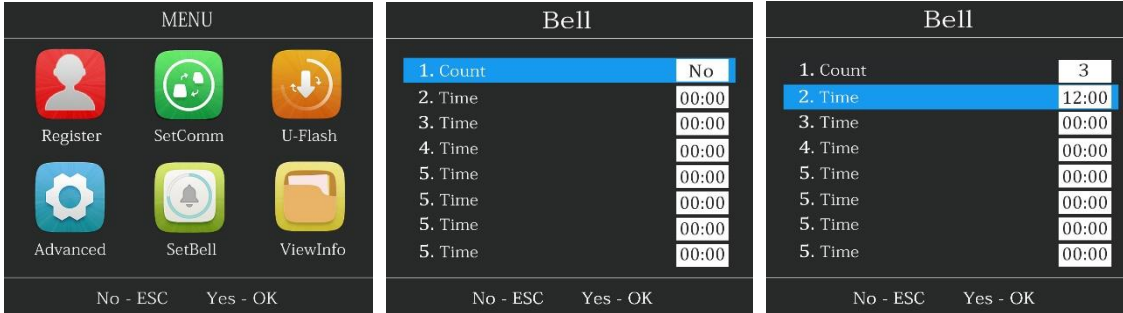 MENU
Register SetComm U-Flash
Advanced SetBell ViewInfo
No - ESC Yes - OK
Bell
1. Count No
2. Time 00:00
3. Time 00:00
4. Time 00:00
5. Time 00:00
5. Time 00:00
5. Time 00:00
5. Time 00:00
No - ESC Yes - OK
Bell
1. Count 3
2. Time 12:00
3. Time 00:00
4. Time 00:00
5. Time 00:00
5. Time 00:00
5. Time 00:00
5. Time 00:00
No - ESC Yes - OK